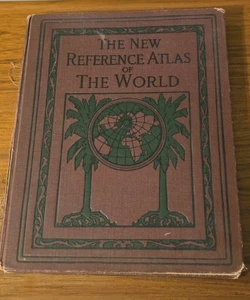 THE NEW
REFERENCE ATLAS
OF
THE WORLD